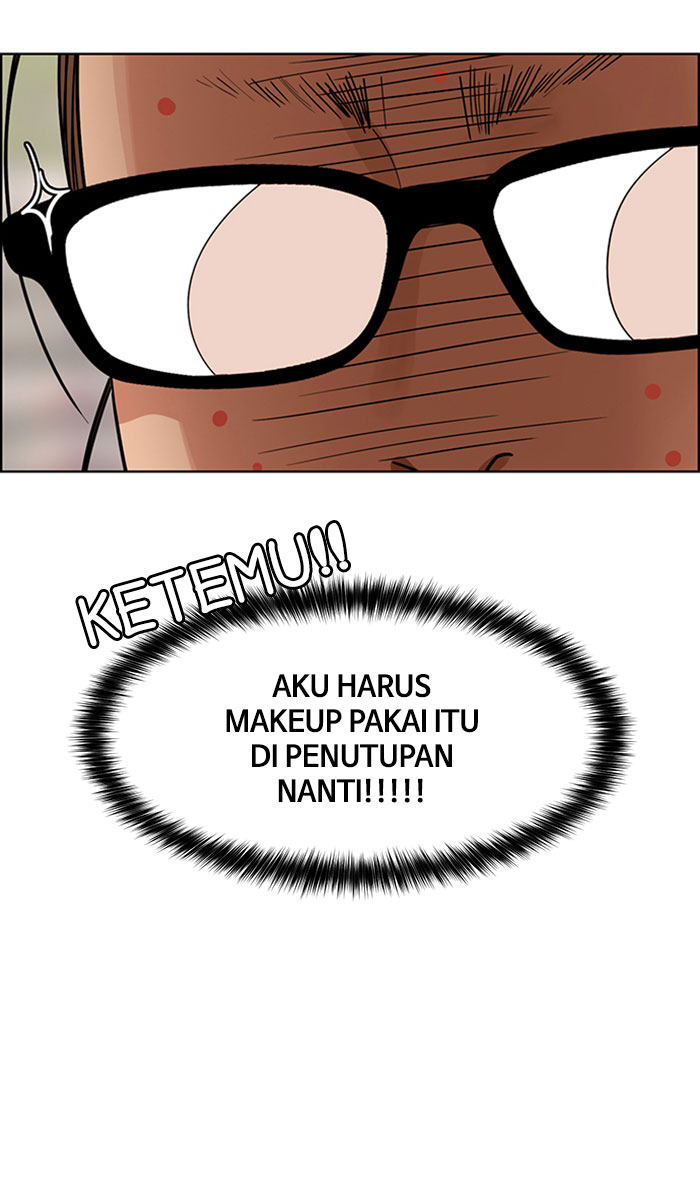 KETEMU!!
AKU HARUS
MAKEUP PAKAI ITU
DI PENUTUPAN
NANTI!!!!!